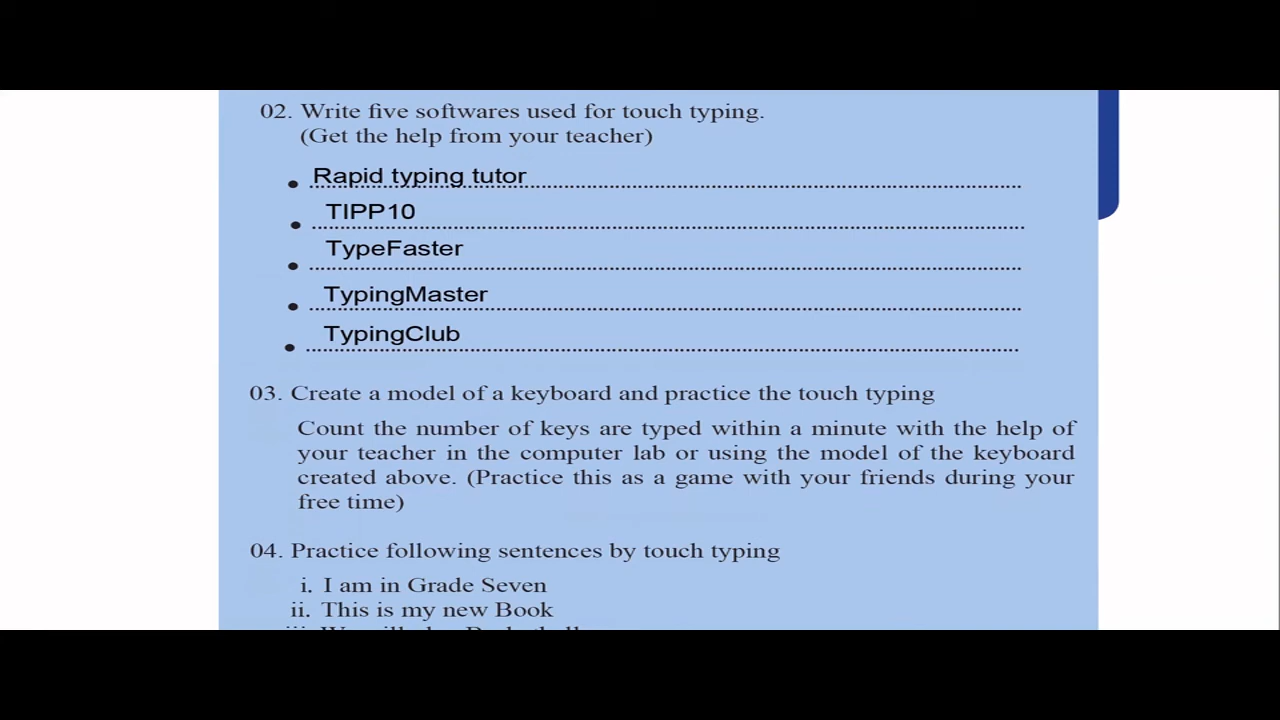 02. Write five softwares used for touch typing.
(Get the help from your teacher)
• Rapid typing tutor
• TIPP10
• TypeFaster
• TypingMaster
• TypingClub
03. Create a model of a keyboard and practice the touch typing
Count the number of keys are typed within a minute with the help of
your teacher in the computer lab or using the model of the keyboard
created above. (Practice this as a game with your friends during your
free time)
04. Practice following sentences by touch typing
i. I am in Grade Seven
ii. This is my new Book